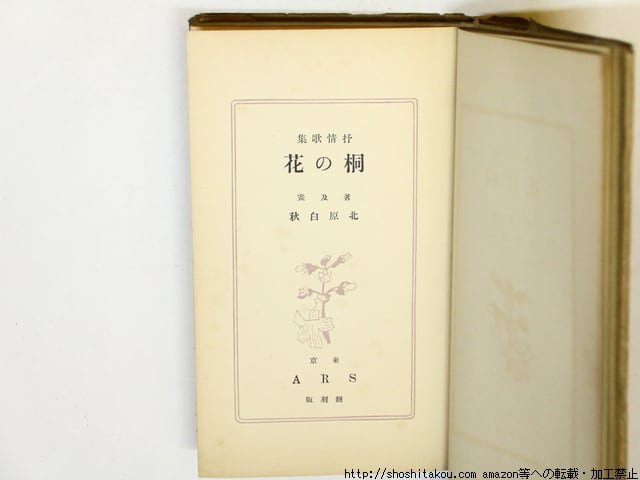 抒情歌集
桐の花
著及畫
北原白秋
東京
ARS
翻刻版
http://shoshitakou.com amazon等への転載・加工禁止